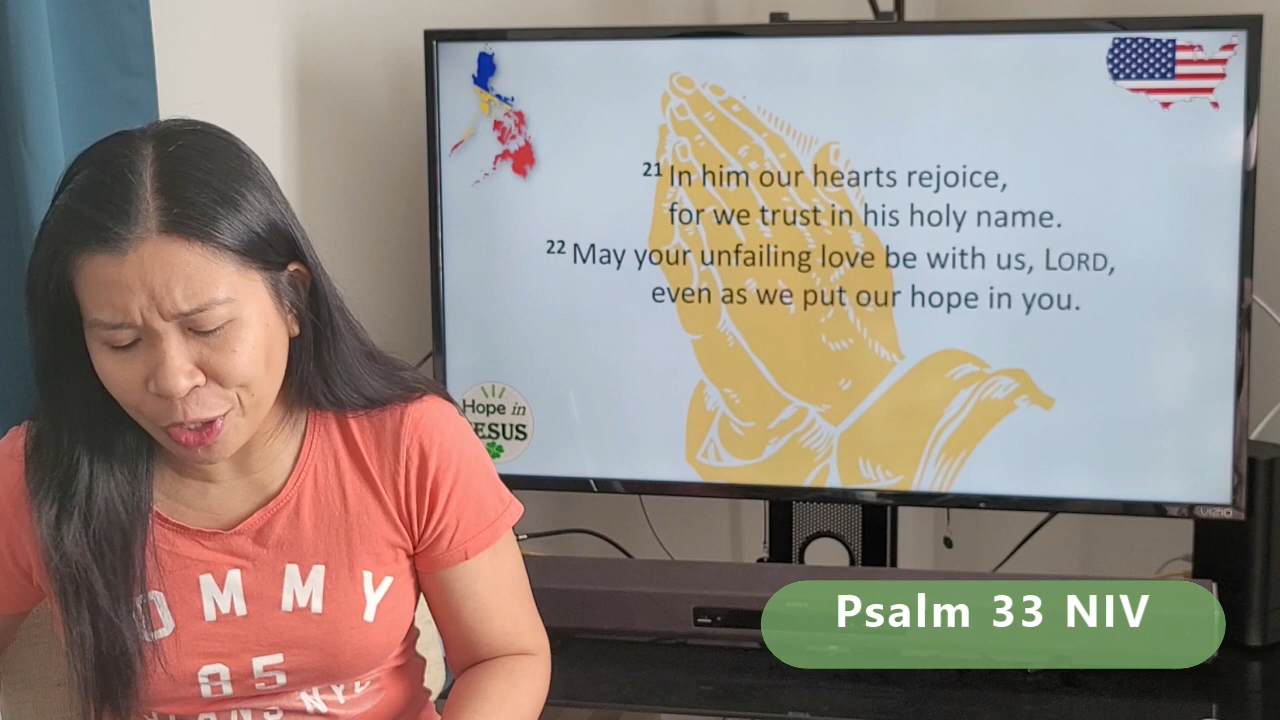 21 In him our hearts rejoice,
for we trust in his holy name.
22 May your unfailing love be with us, LORD,
even as we put our hope in you.
Hope in
JESUS
VIZIO
OMMY
85
NYC
Psalm 33 NIV